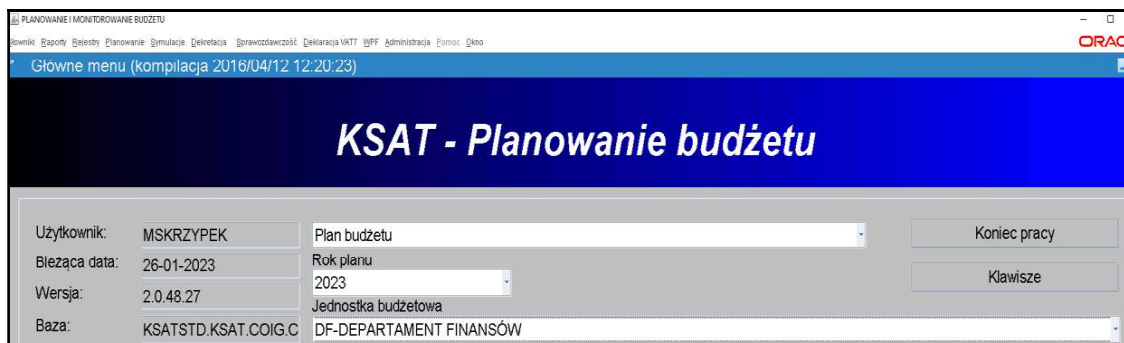 PLANOWANIE I MONITOROWANIE BUDŻETU
Słowniki Raporty Rejestry Planowanie Symulacje Dekretacja Sprawozdawczość Deklaracja VAT7 WPF Administracja Pomoc Okno
ORAC
Główne menu (kompilacja 2016/04/12 12:20:23)
KSAT - Planowanie budżetu
Użytkownik: MSKRZYPEK Plan budżetu Koniec pracy
Bieżąca data: 26-01-2023 Rok planu
2023 Klawisze
Wersja: 2.0.48.27 Jednostka budżetowa
Baza: KSATSTD.KSAT.COIG.C DF-DEPARTAMENT FINANSÓW